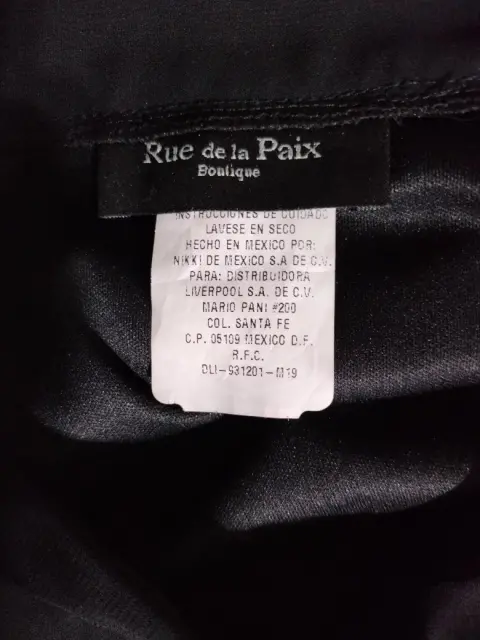 Rue de la Paix
Boutique
INSTRUCCIONES DE CUIDADO
LAVESE EN SECO
HECHO EN MEXICO POR:
NIKKI DE MEXICO S.A DE C.V.
PARA: DISTRIBUIDORA
LIVERPOOL S.A. DE C.V.
MARIO PANI #200
COL. SANTA FE
C.P. 05109 MEXICO D.F.
R.F.C.
DLI-931201-M19